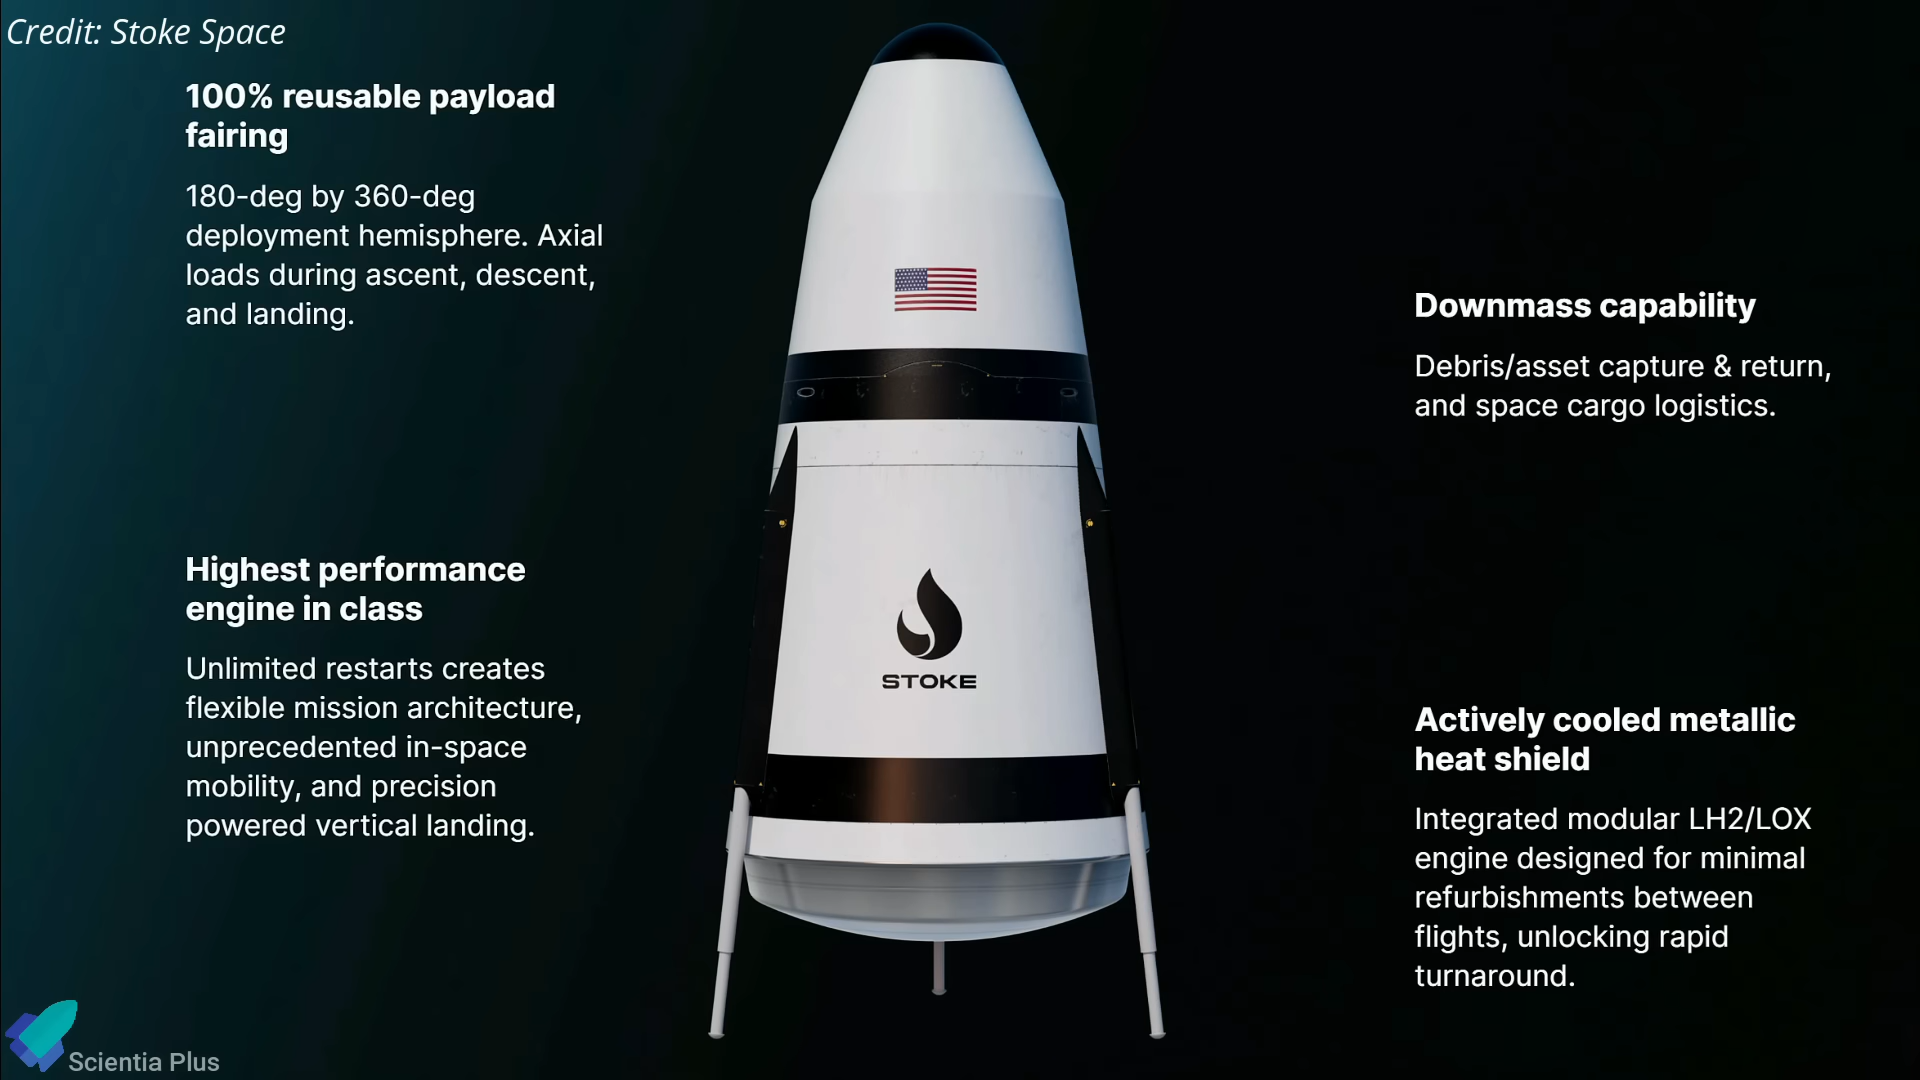 Credit: Stoke Space
100% reusable payload
fairing
180-deg by 360-deg
deployment hemisphere. Axial
loads during ascent, descent,
and landing.
Highest performance
engine in class
Unlimited restarts creates
flexible mission architecture,
unprecedented in-space
mobility, and precision
powered vertical landing.
STOKE
Downmass capability
Debris/asset capture & return,
and space cargo logistics.
Actively cooled metallic
heat shield
Integrated modular LH2/LOX
engine designed for minimal
refurbishments between
flights, unlocking rapid
turnaround.
Scientia Plus